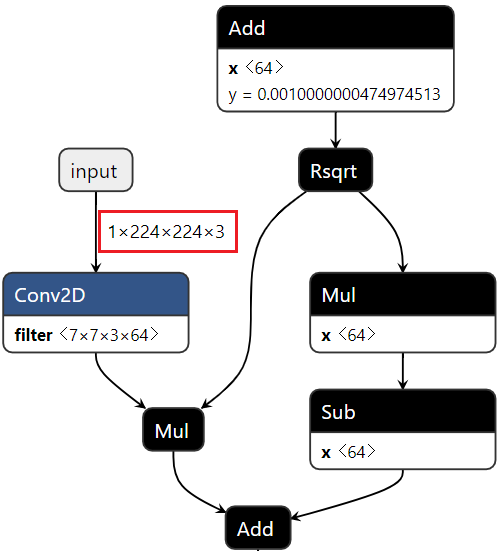 Add
x 〈64〉
y = 0.0010000000474974513
input
Rsqrt
1×224×224×3
Conv2D
filter 〈7×7×3×64〉
Mul
x 〈64〉
Sub
x 〈64〉
Mul
Add